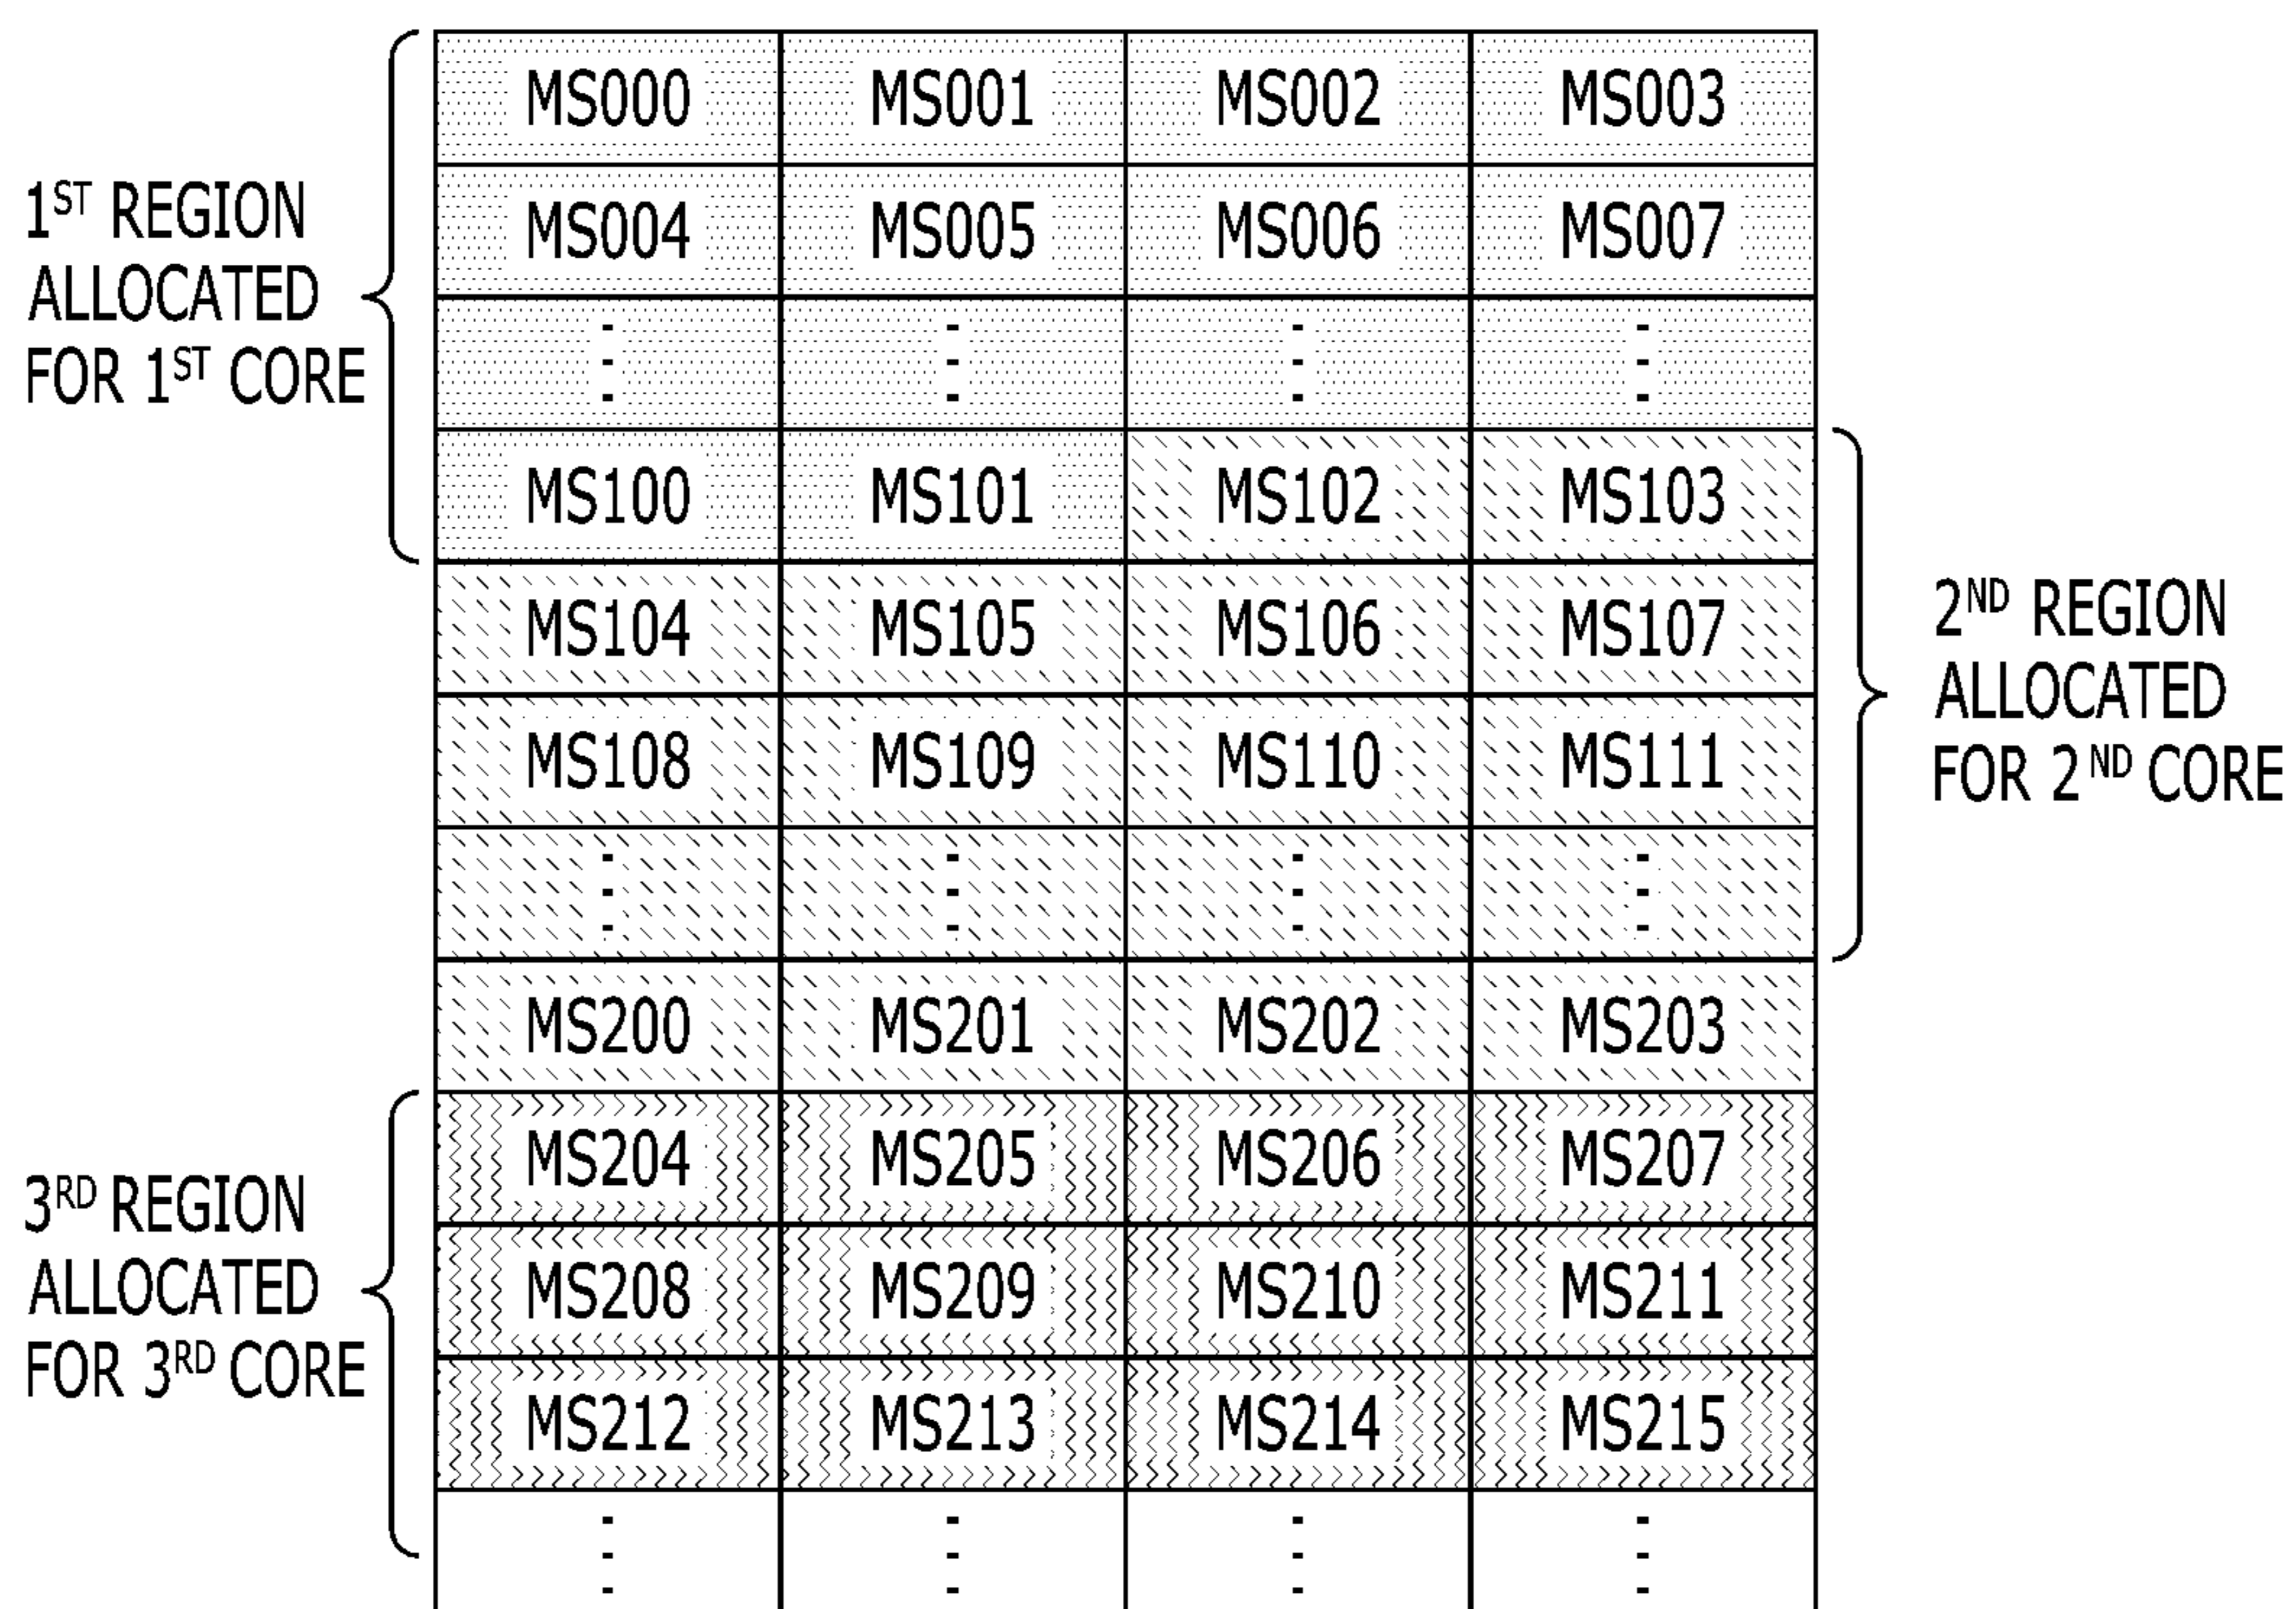 MS000 MS001 MS002 MS003
MS004 MS005 MS006 MS007
1ST REGION
ALLOCATED
FOR 1ST CORE
MS100 MS101 MS102 MS103
MS104 MS105 MS106 MS107
MS108 MS109 MS110 MS111
2ND REGION
ALLOCATED
FOR 2ND CORE
MS200 MS201 MS202 MS203
MS204 MS205 MS206 MS207
MS208 MS209 MS210 MS211
MS212 MS213 MS214 MS215
3RD REGION
ALLOCATED
FOR 3RD CORE